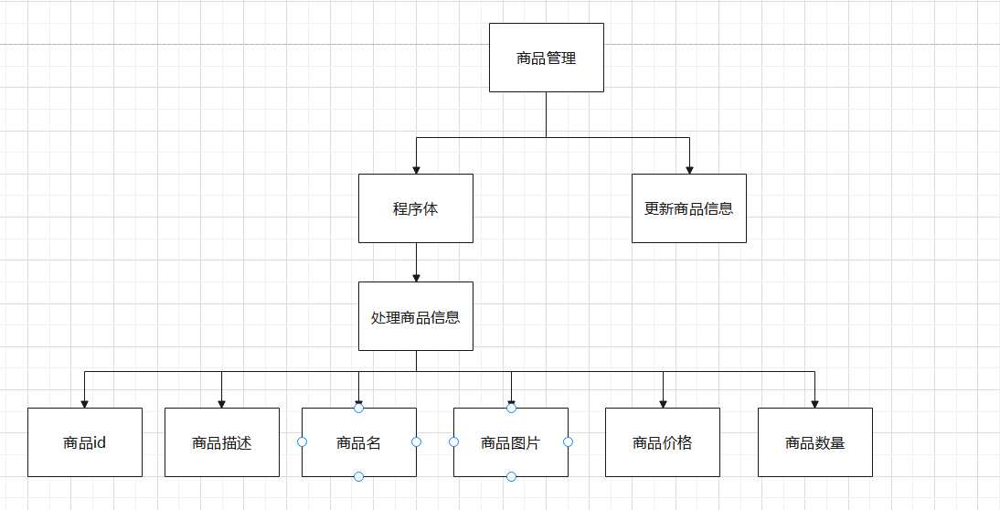 商品管理
程序体
更新商品信息
处理商品信息
商品id
商品描述
商品名
商品图片
商品价格
商品数量